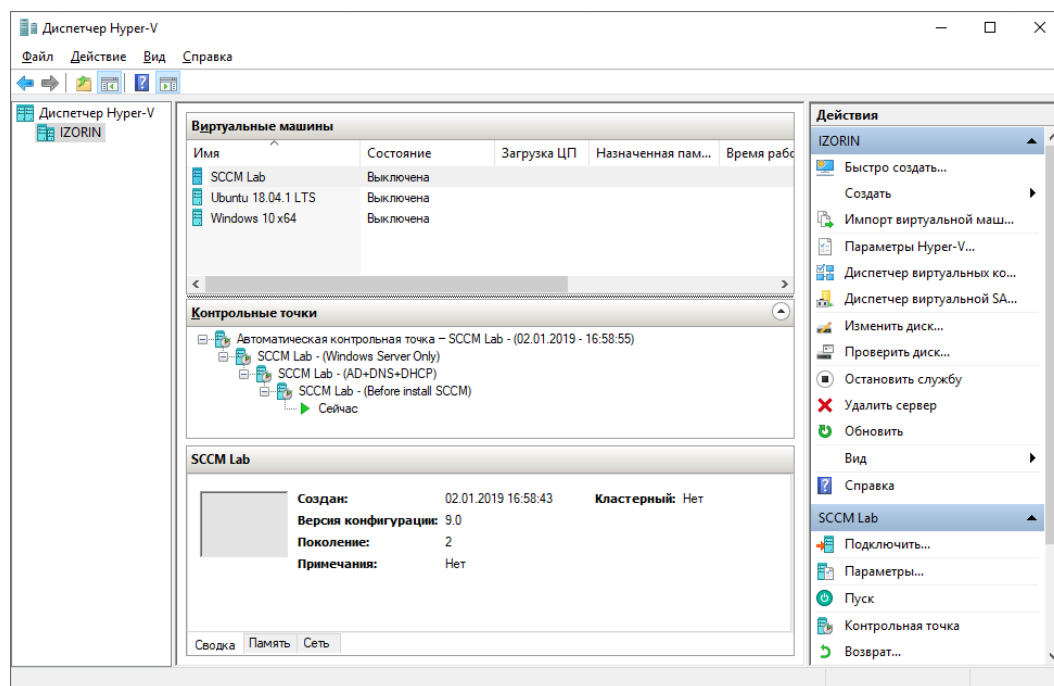 Диспетчер Hyper-V
Файл Действие Вид Справка
Диспетчер Hyper-V
IZORIN
Виртуальные машины
Имя Состояние Загрузка ЦП Назначенная пам... Время рабо
SCCM Lab Выключена
Ubuntu 18.04.1 LTS Выключена
Windows 10 x64 Выключена
Контрольные точки
Автоматическая контрольная точка – SCCM Lab - (02.01.2019 - 16:58:55)
SCCM Lab - (Windows Server Only)
SCCM Lab - (AD+DNS+DHCP)
SCCM Lab - (Before install SCCM)
Сейчас
SCCM Lab
Создан: 02.01.2019 16:58:43 Кластерный: Нет
Версия конфигурации: 9.0
Поколение: 2
Примечания: Нет
Сводка Память Сеть
Действия
IZORIN
Быстро создать...
Создать
Импорт виртуальной маш...
Параметры Hyper-V...
Диспетчер виртуальных ко...
Диспетчер виртуальной SA...
Изменить диск...
Проверить диск...
Остановить службу
Удалить сервер
Обновить
Вид
Справка
SCCM Lab
Подключить...
Параметры...
Пуск
Контрольная точка
Возврат...